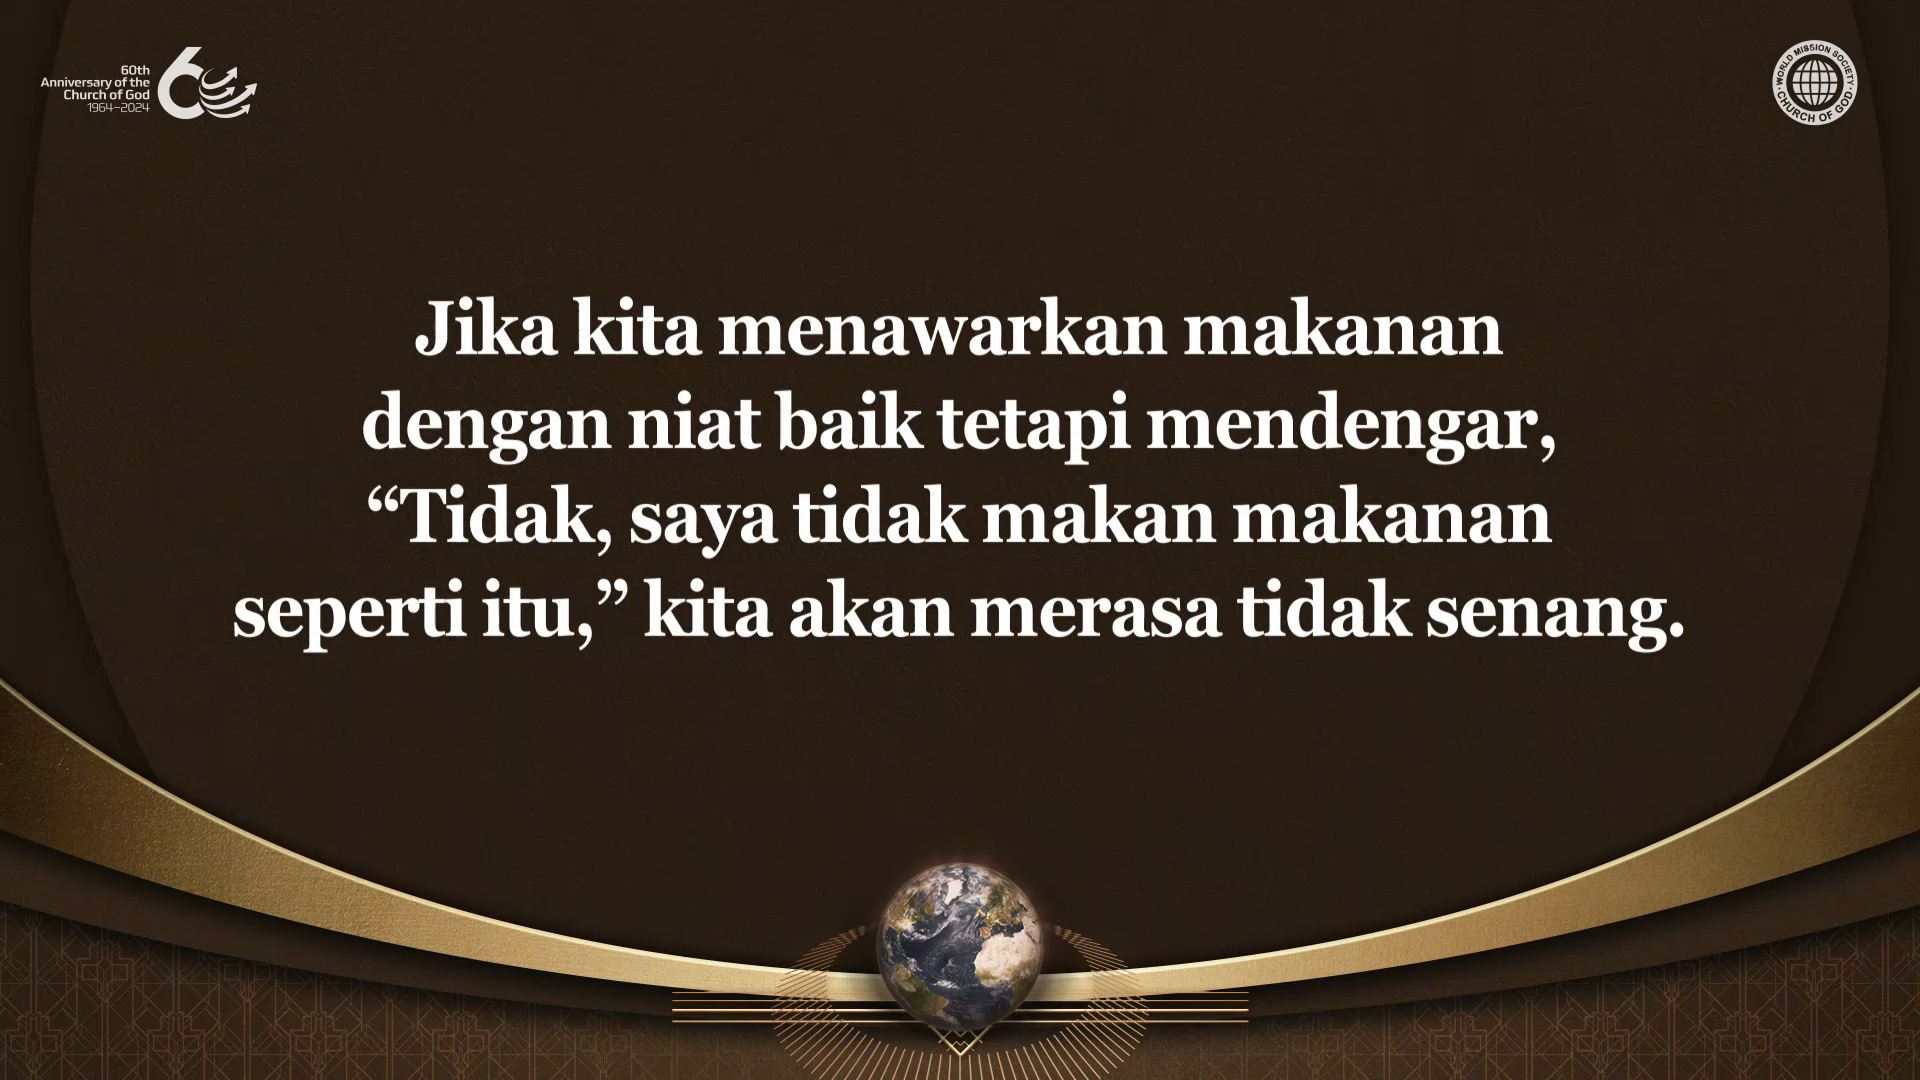 60th
Anniversary of the
Church of God
1964–2024
60
WORLD MISSION SOCIETY
CHURCH OF GOD
Jika kita menawarkan makanan
dengan niat baik tetapi mendengar,
“Tidak, saya tidak makan makanan
seperti itu,” kita akan merasa tidak senang.